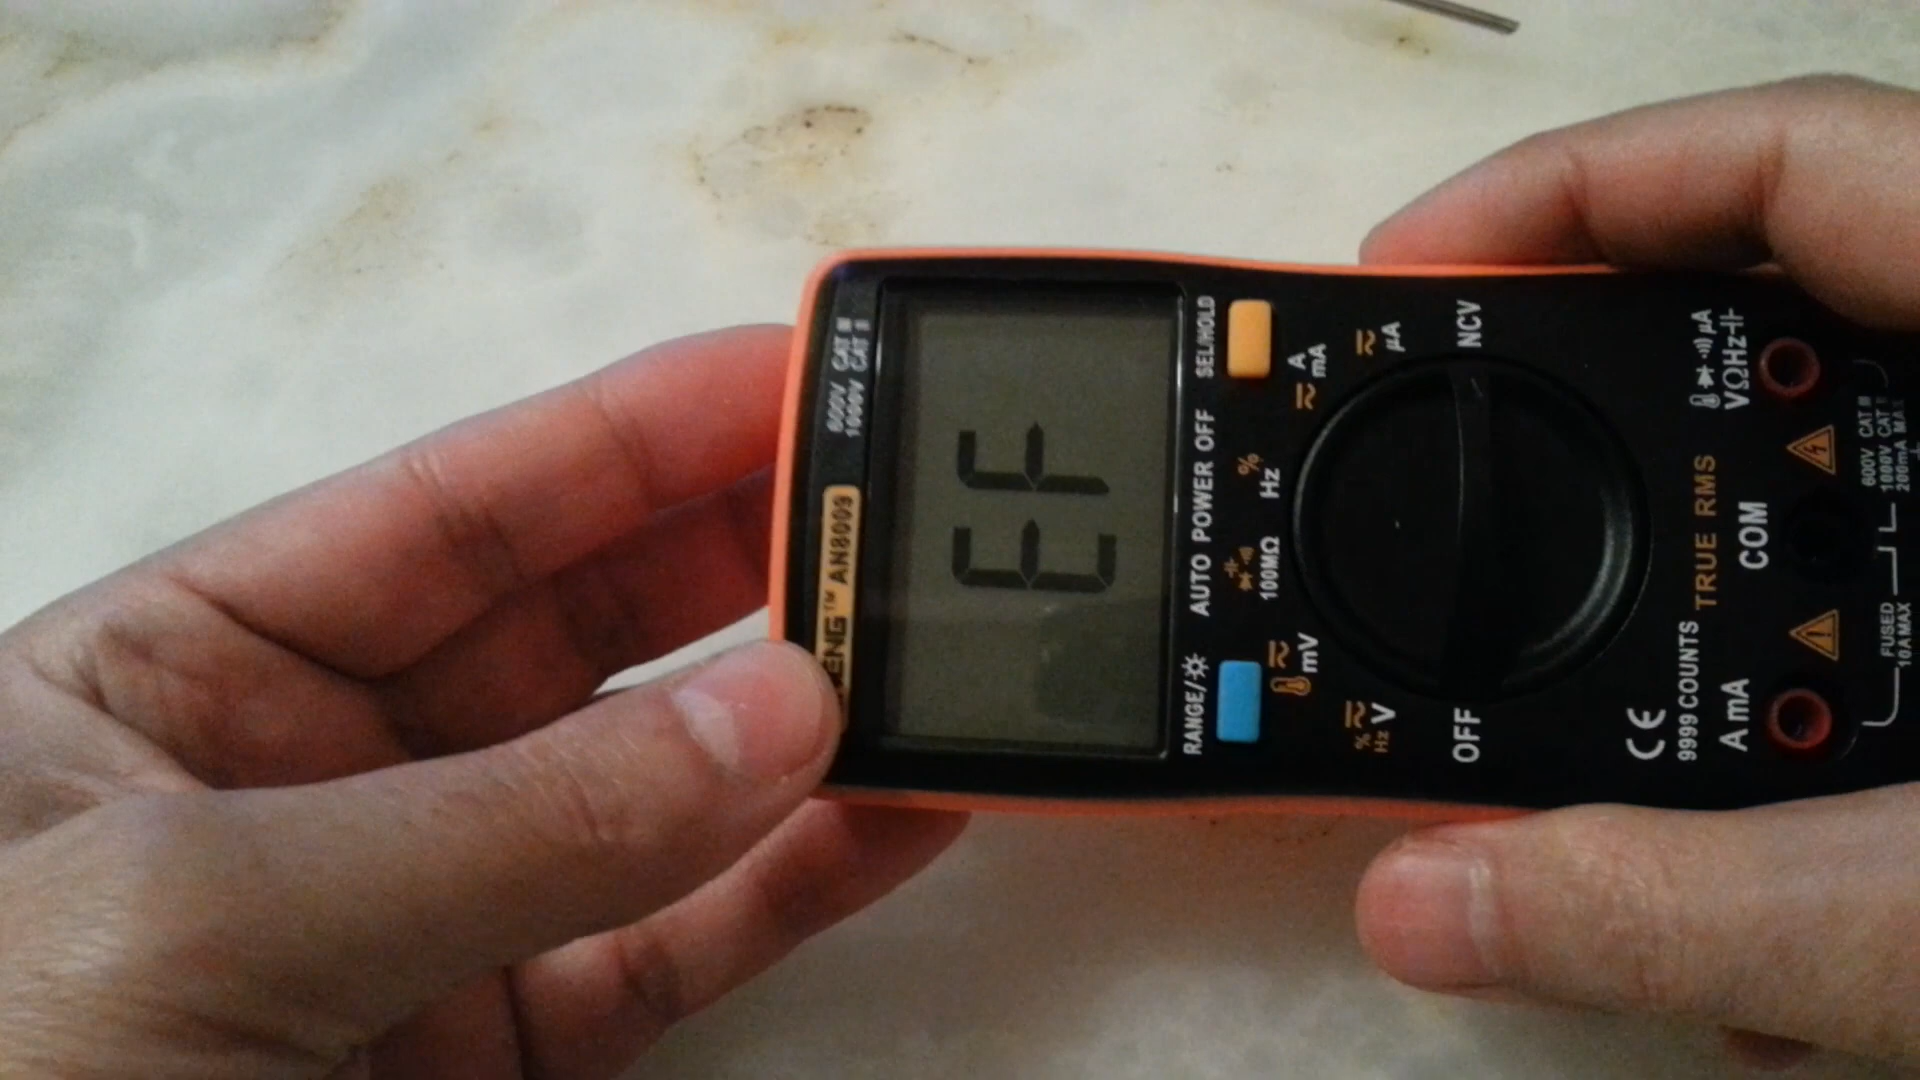 600V CAT III
1000V CAT II
ENG™ AN8009
EF
RANGE/
AUTO POWER OFF
SEL/HOLD
mV
100MΩ
Hz
%
A
mA
V
%
Hz
μA
OFF
NCV
CE
9999 COUNTS
TRUE RMS
A mA
COM
VΩHz
μA
FUSED
10A MAX
600V CAT III
1000V CAT II
200mA MAX